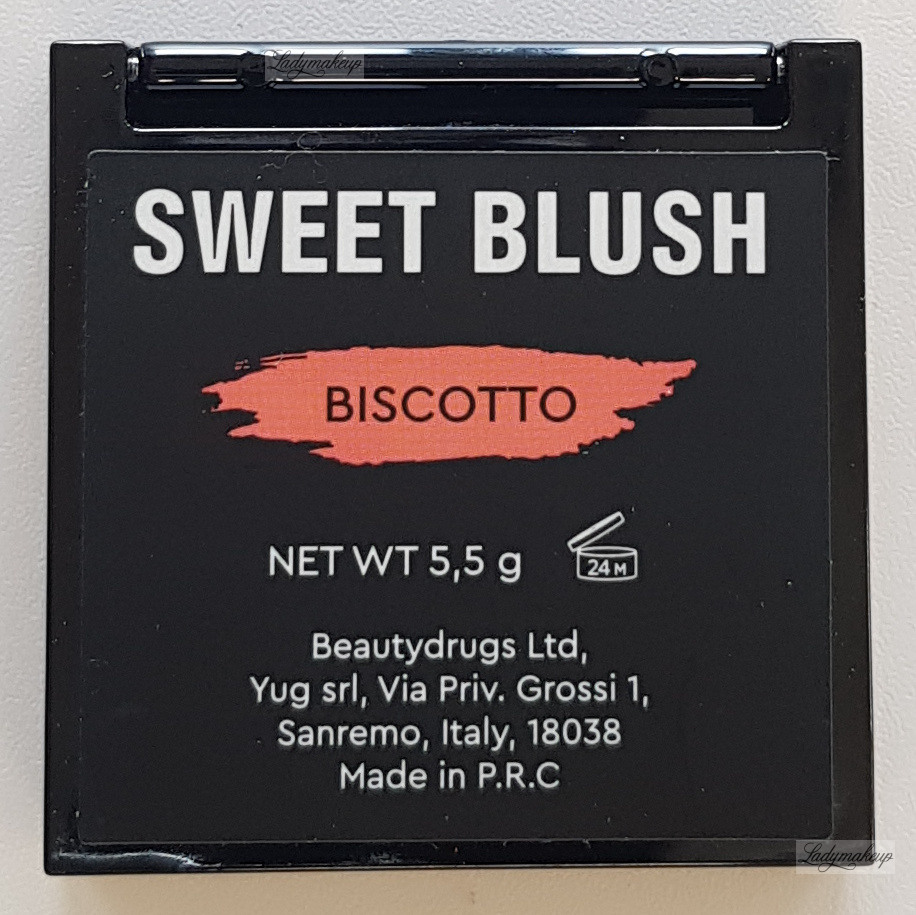 Ladymakeup
SWEET BLUSH
BISCOTTO
NET WT 5,5 g
24 M
Beautydrugs Ltd,
Yug srl, Via Priv. Grossi 1,
Sanremo, Italy, 18038
Made in P.R.C
Ladymakeup